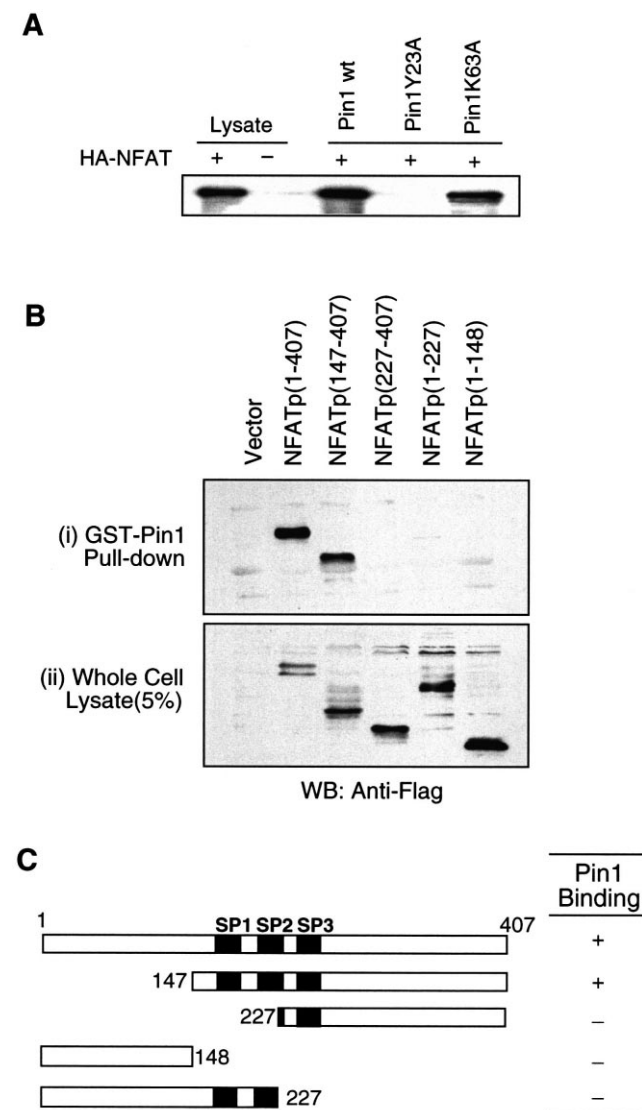 A
Pin1 wt
Pin1Y23A
Pin1K63A
Lysate
HA-NFAT + − + + +
B
Vector
NFATp(1-407)
NFATp(147-407)
NFATp(227-407)
NFATp(1-227)
NFATp(1-148)
(i) GST-Pin1
Pull-down
(ii) Whole Cell
Lysate(5%)
WB: Anti-Flag
C
Pin1
Binding
1 SP1 SP2 SP3 407
+
147 +
227 −
148 −
227 −